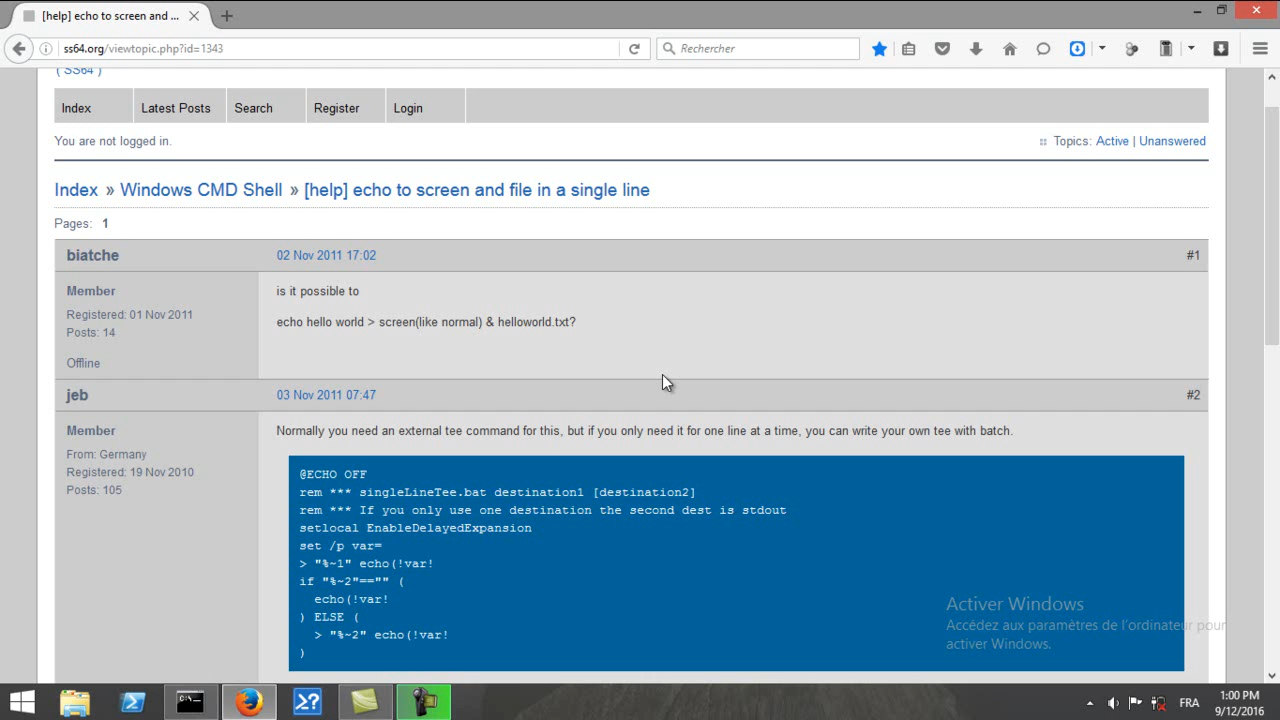 [help] echo to screen and ...
ss64.org/viewtopic.php?id=1343
Rechercher
( SS64 )
Index Latest Posts Search Register Login
You are not logged in.
Topics: Active | Unanswered
Index » Windows CMD Shell » [help] echo to screen and file in a single line
Pages: 1
biatche 02 Nov 2011 17:02 #1
Member
Registered: 01 Nov 2011
Posts: 14
Offline
is it possible to
echo hello world > screen(like normal) & helloworld.txt?
jeb 03 Nov 2011 07:47 #2
Member
From: Germany
Registered: 19 Nov 2010
Posts: 105
Normally you need an external tee command for this, but if you only need it for one line at a time, you can write your own tee with batch.
@ECHO OFF
rem *** singleLineTee.bat destination1 [destination2]
rem *** If you only use one destination the second dest is stdout
setlocal EnableDelayedExpansion
set /p var=
> "%~1" echo(!var!
if "%~2"=="" (
  echo(!var!
) ELSE (
  > "%~2" echo(!var!
)
Activer Windows
Accédez aux paramètres de l'ordinateur pour
activer Windows.
C:\_
FRA
1:00 PM
9/12/2016